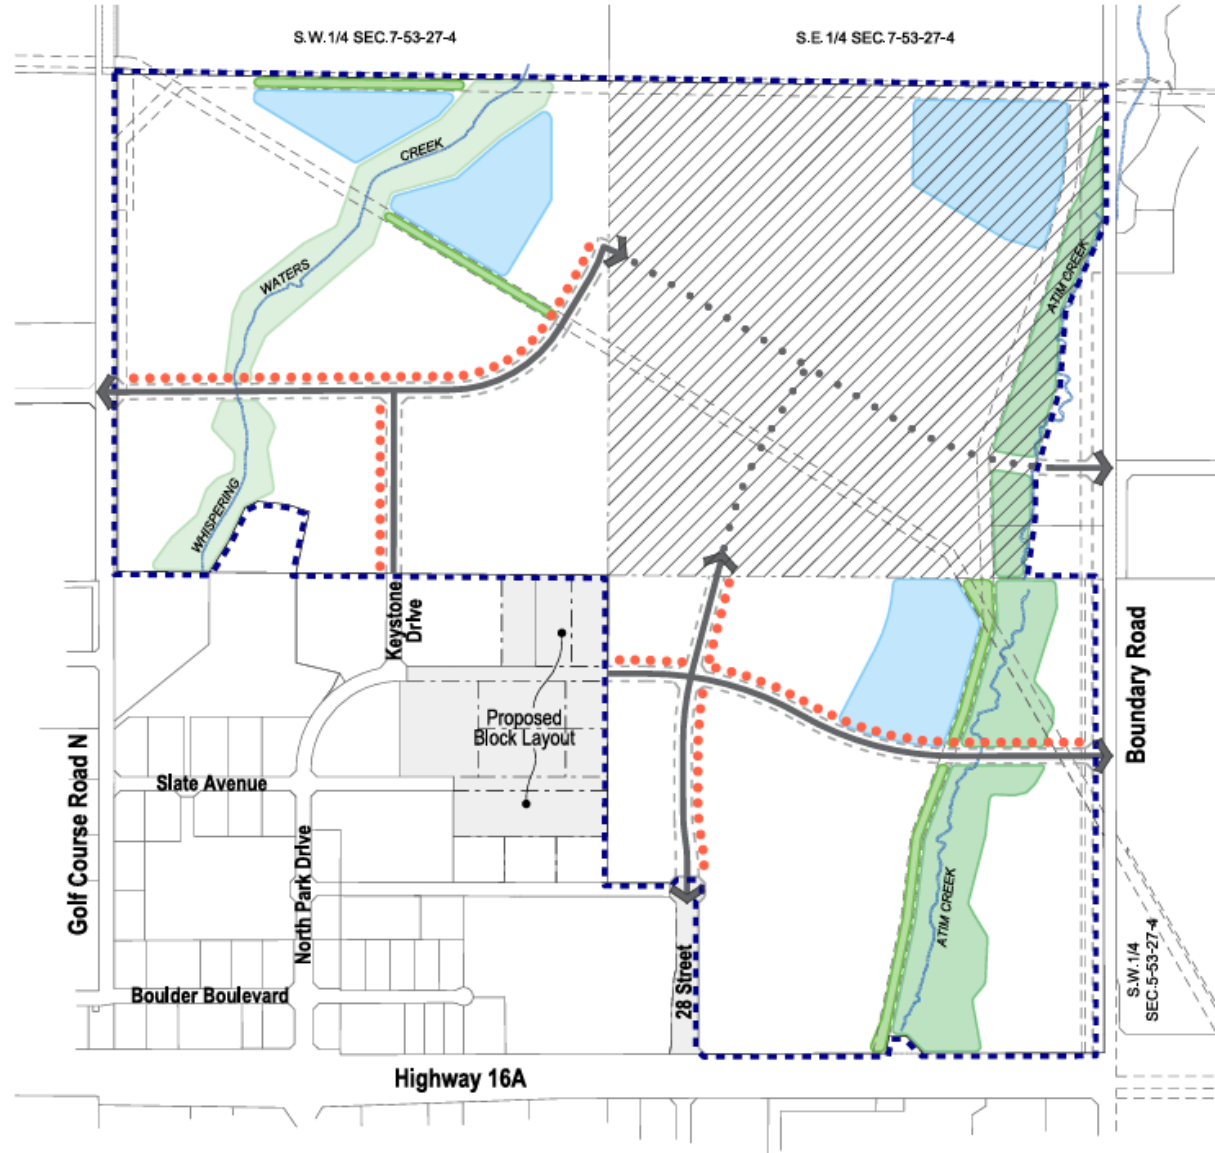 S.W.1/4 SEC.7-53-27-4
S.E.1/4 SEC.7-53-27-4
CREEK
WATERS
ATIM CREEK
WHISPERING
Keystone
Drive
Proposed
Block Layout
Boundary Road
Golf Course Road N
Slate Avenue
North Park Drive
ATIM CREEK
S.W.1/4
SEC.5-53-27-4
28 Street
Boulder Boulevard
Highway 16A